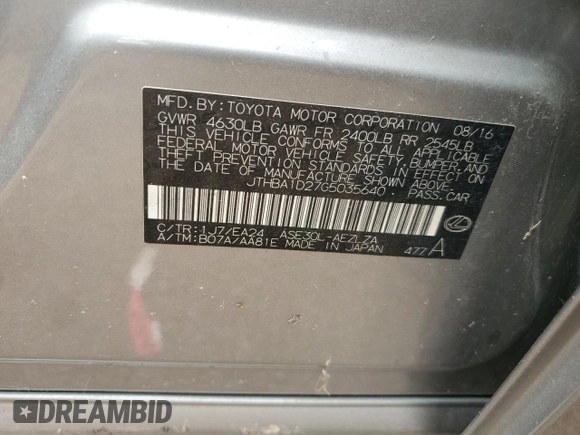 MFD. BY: TOYOTA MOTOR CORPORATION 08/16
GVWR 4630LB GAWR FR 2400LB RR 2545LB
THIS VEHICLE CONFORMS TO ALL APPLICABLE
FEDERAL MOTOR VEHICLE SAFETY, BUMPER AND
THEFT PREVENTION STANDARDS IN EFFECT ON
THE DATE OF MANUFACTURE SHOWN ABOVE.
JTHBA1D27G5035640 PASS.CAR
C/TR: 1J7/EA24 ASE30L-AEZLZA
A/TM: B07A/AA81E MADE IN JAPAN 477 A
DREAMBID